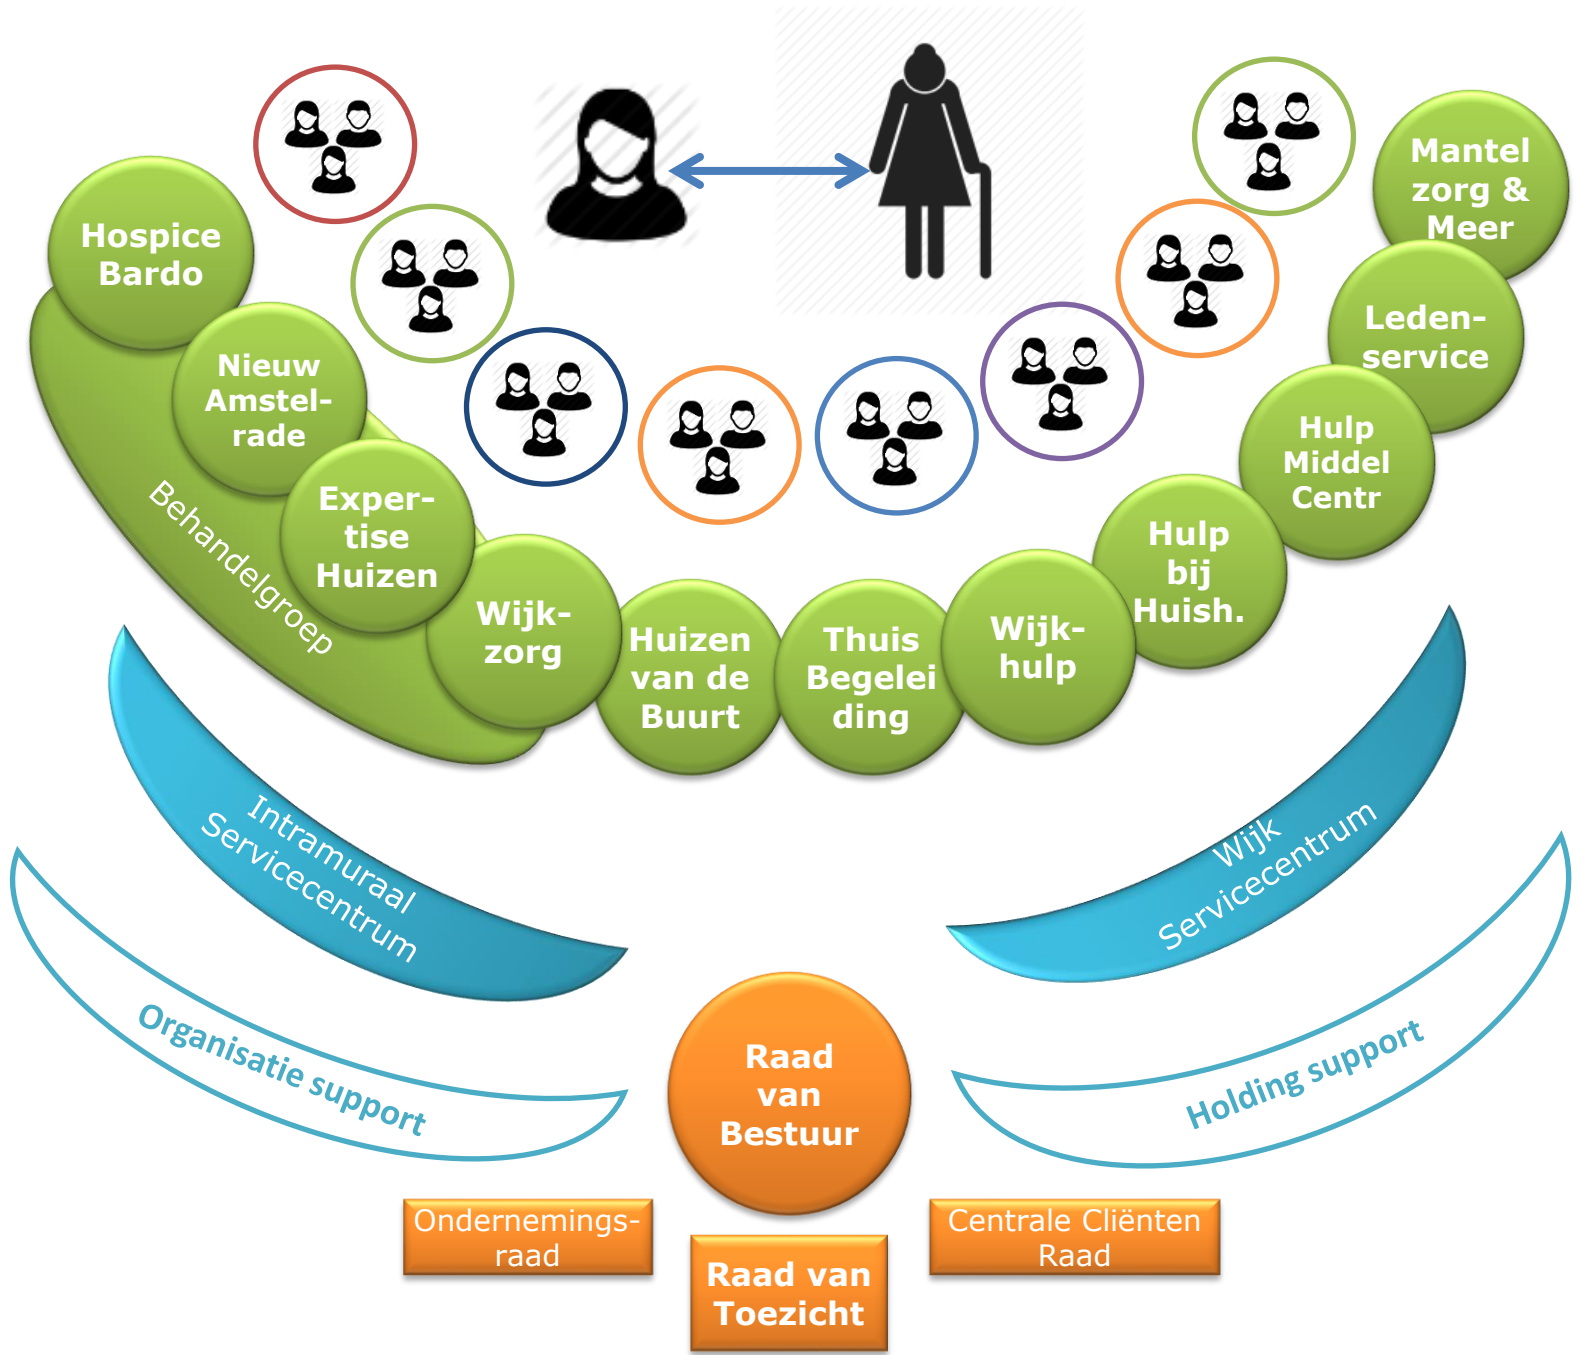 Hospice
Bardo
Nieuw
Amstel-
rade
Exper-
tise
Huizen
Wijk-
zorg
Huizen
van de
Buurt
Thuis
Begelei
ding
Wijk-
hulp
Hulp
bij
Huish.
Hulp
Middel
Centr
Leden-
service
Mantel
zorg &
Meer
Behandelgroep
Intramuraal
Servicecentrum
Wijk
Servicecentrum
Organisatie support
Holding support
Raad
van
Bestuur
Ondernemings-
raad
Raad van
Toezicht
Centrale Cliënten
Raad